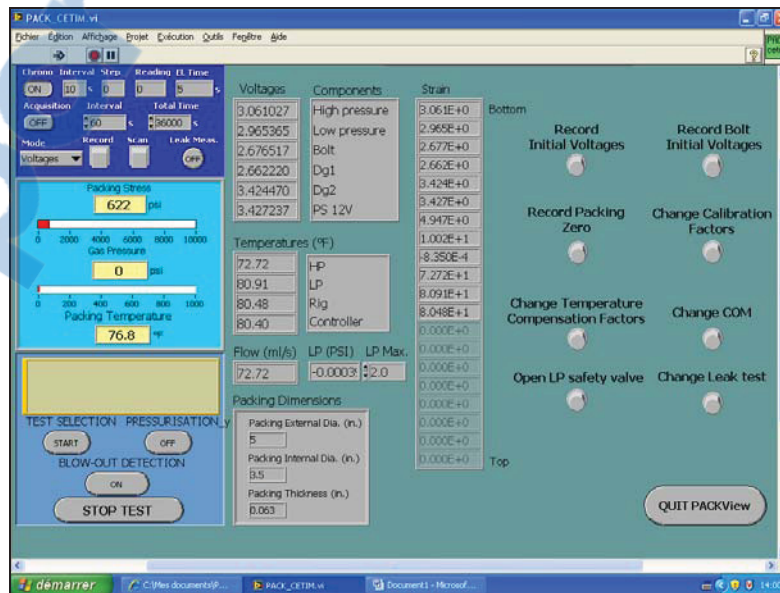 PACK_CETIM.vi
Fichier Edition Affichage Projet Exécution Outils Fenêtre Aide
Chrono Interval Step Reading El. Time
ON 10 s 0 0 5 s
Acquisition Interval Total Time
OFF 60 s 36000 s
Mode Record Scan Leak Meas.
Voltages OFF
Packing Stress
622 psi
0 2000 4000 6000 8000 10000
Gas Pressure
0 psi
0 200 400 600 800 1000
Packing Temperature
76.8 ºF
TEST SELECTION PRESSURISATION_y
START OFF
BLOW-OUT DETECTION
ON
STOP TEST
Voltages Components
3.061027 High pressure
2.965365 Low pressure
2.676517 Bolt
2.662220 Dg1
3.424470 Dg2
3.427237 PS 12V
Temperatures (ºF)
72.72 HP
80.91 LP
80.48 Rig
80.40 Controller
Flow (ml/s) LP (PSI) LP Max.
72.72 -0.0003 2.0
Packing Dimensions
Packing External Dia. (in.)
5
Packing Internal Dia. (in.)
3.5
Packing Thickness (in.)
0.063
Strain
3.061E+0 Bottom
2.965E+0
2.677E+0
2.662E+0
3.424E+0
3.427E+0
4.947E+0
1.002E+1
-8.350E-4
7.272E+1
8.091E+1
8.048E+1
0.000E+0
0.000E+0
0.000E+0
0.000E+0
0.000E+0
0.000E+0
0.000E+0
0.000E+0 Top
Record Initial Voltages
Record Bolt Initial Voltages
Record Packing Zero
Change Calibration Factors
Change Temperature Compensation Factors
Change COM
Open LP safety valve
Change Leak test
QUIT PACKView
démarrer C:\Mes documents\P... PACK_CETIM.vi Document1 - Microsof... 14:00